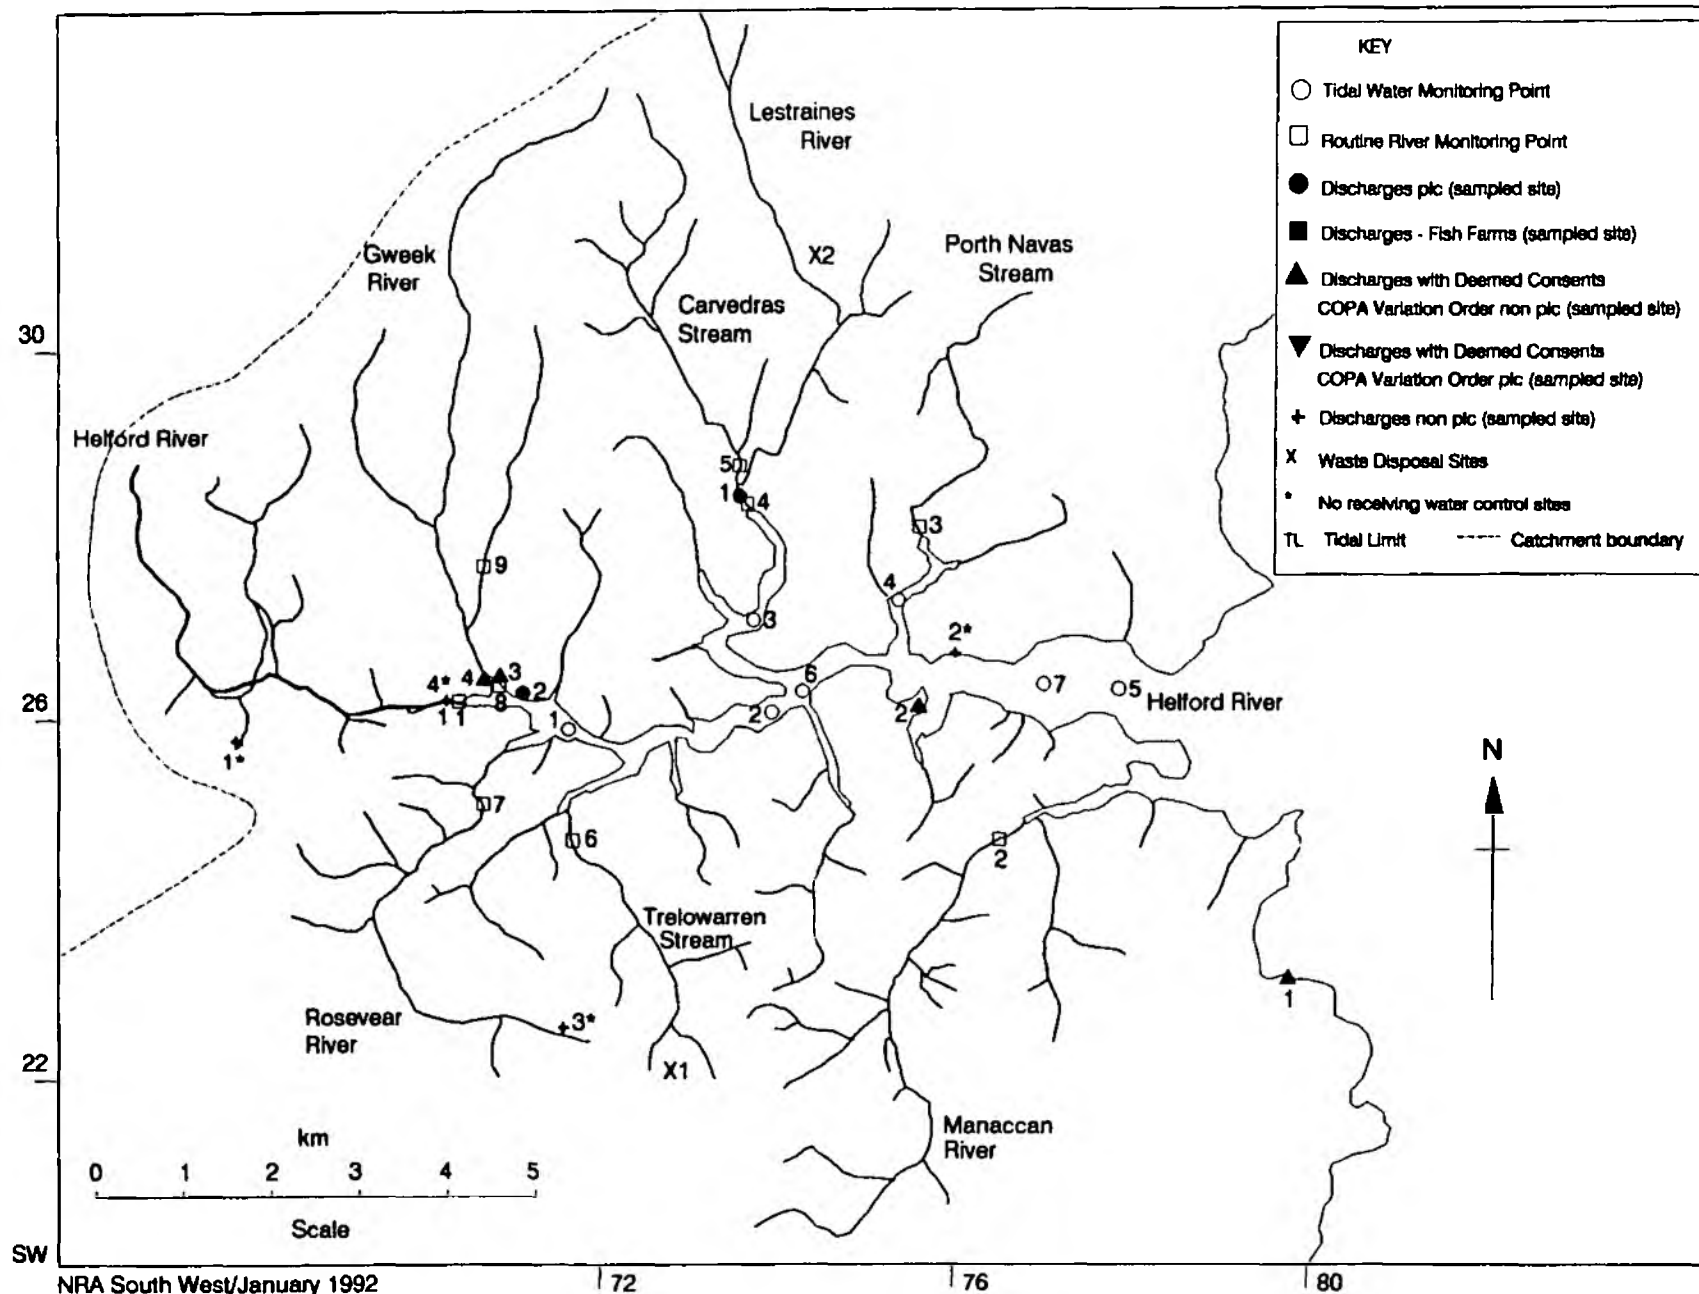 KEY
Tidal Water Monitoring Point
Routine River Monitoring Point
Discharges plc (sampled site)
Discharges - Fish Farms (sampled site)
Discharges with Deemed Consents
COPA Variation Order non plc (sampled site)
Discharges with Deemed Consents
COPA Variation Order plc (sampled site)
Discharges non plc (sampled site)
X Waste Disposal Sites
* No receiving water control sites
TL Tidal Limit
Catchment boundary
Lestraines
River
Gweek
River
X2
Porth Navas
Stream
Carvedras
Stream
30
Helford River
5
1
4
3
9
4
3
2*
6
4*
4
3
2
8
1
1
1
2
2
7
5
Helford River
26
1*
N
7
6
2
Trelowarren
Stream
Rosevear
River
3*
X1
1
22
Manaccan
River
km
0 1 2 3 4 5
Scale
SW
NRA South West/January 1992
72
76
80